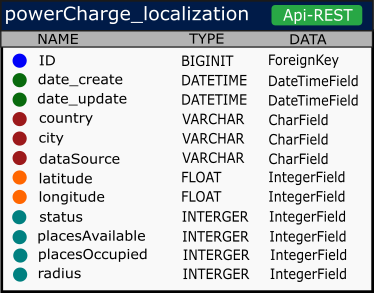 powerCharge_localization Api-REST
NAME TYPE DATA
ID BIGINIT ForeignKey
date_create DATETIME DateTimeField
date_update DATETIME DateTimeField
country VARCHAR CharField
city VARCHAR CharField
dataSource VARCHAR CharField
latitude FLOAT IntegerField
longitude FLOAT IntegerField
status INTERGER IntegerField
placesAvailable INTERGER IntegerField
placesOccupied INTERGER IntegerField
radius INTERGER IntegerField